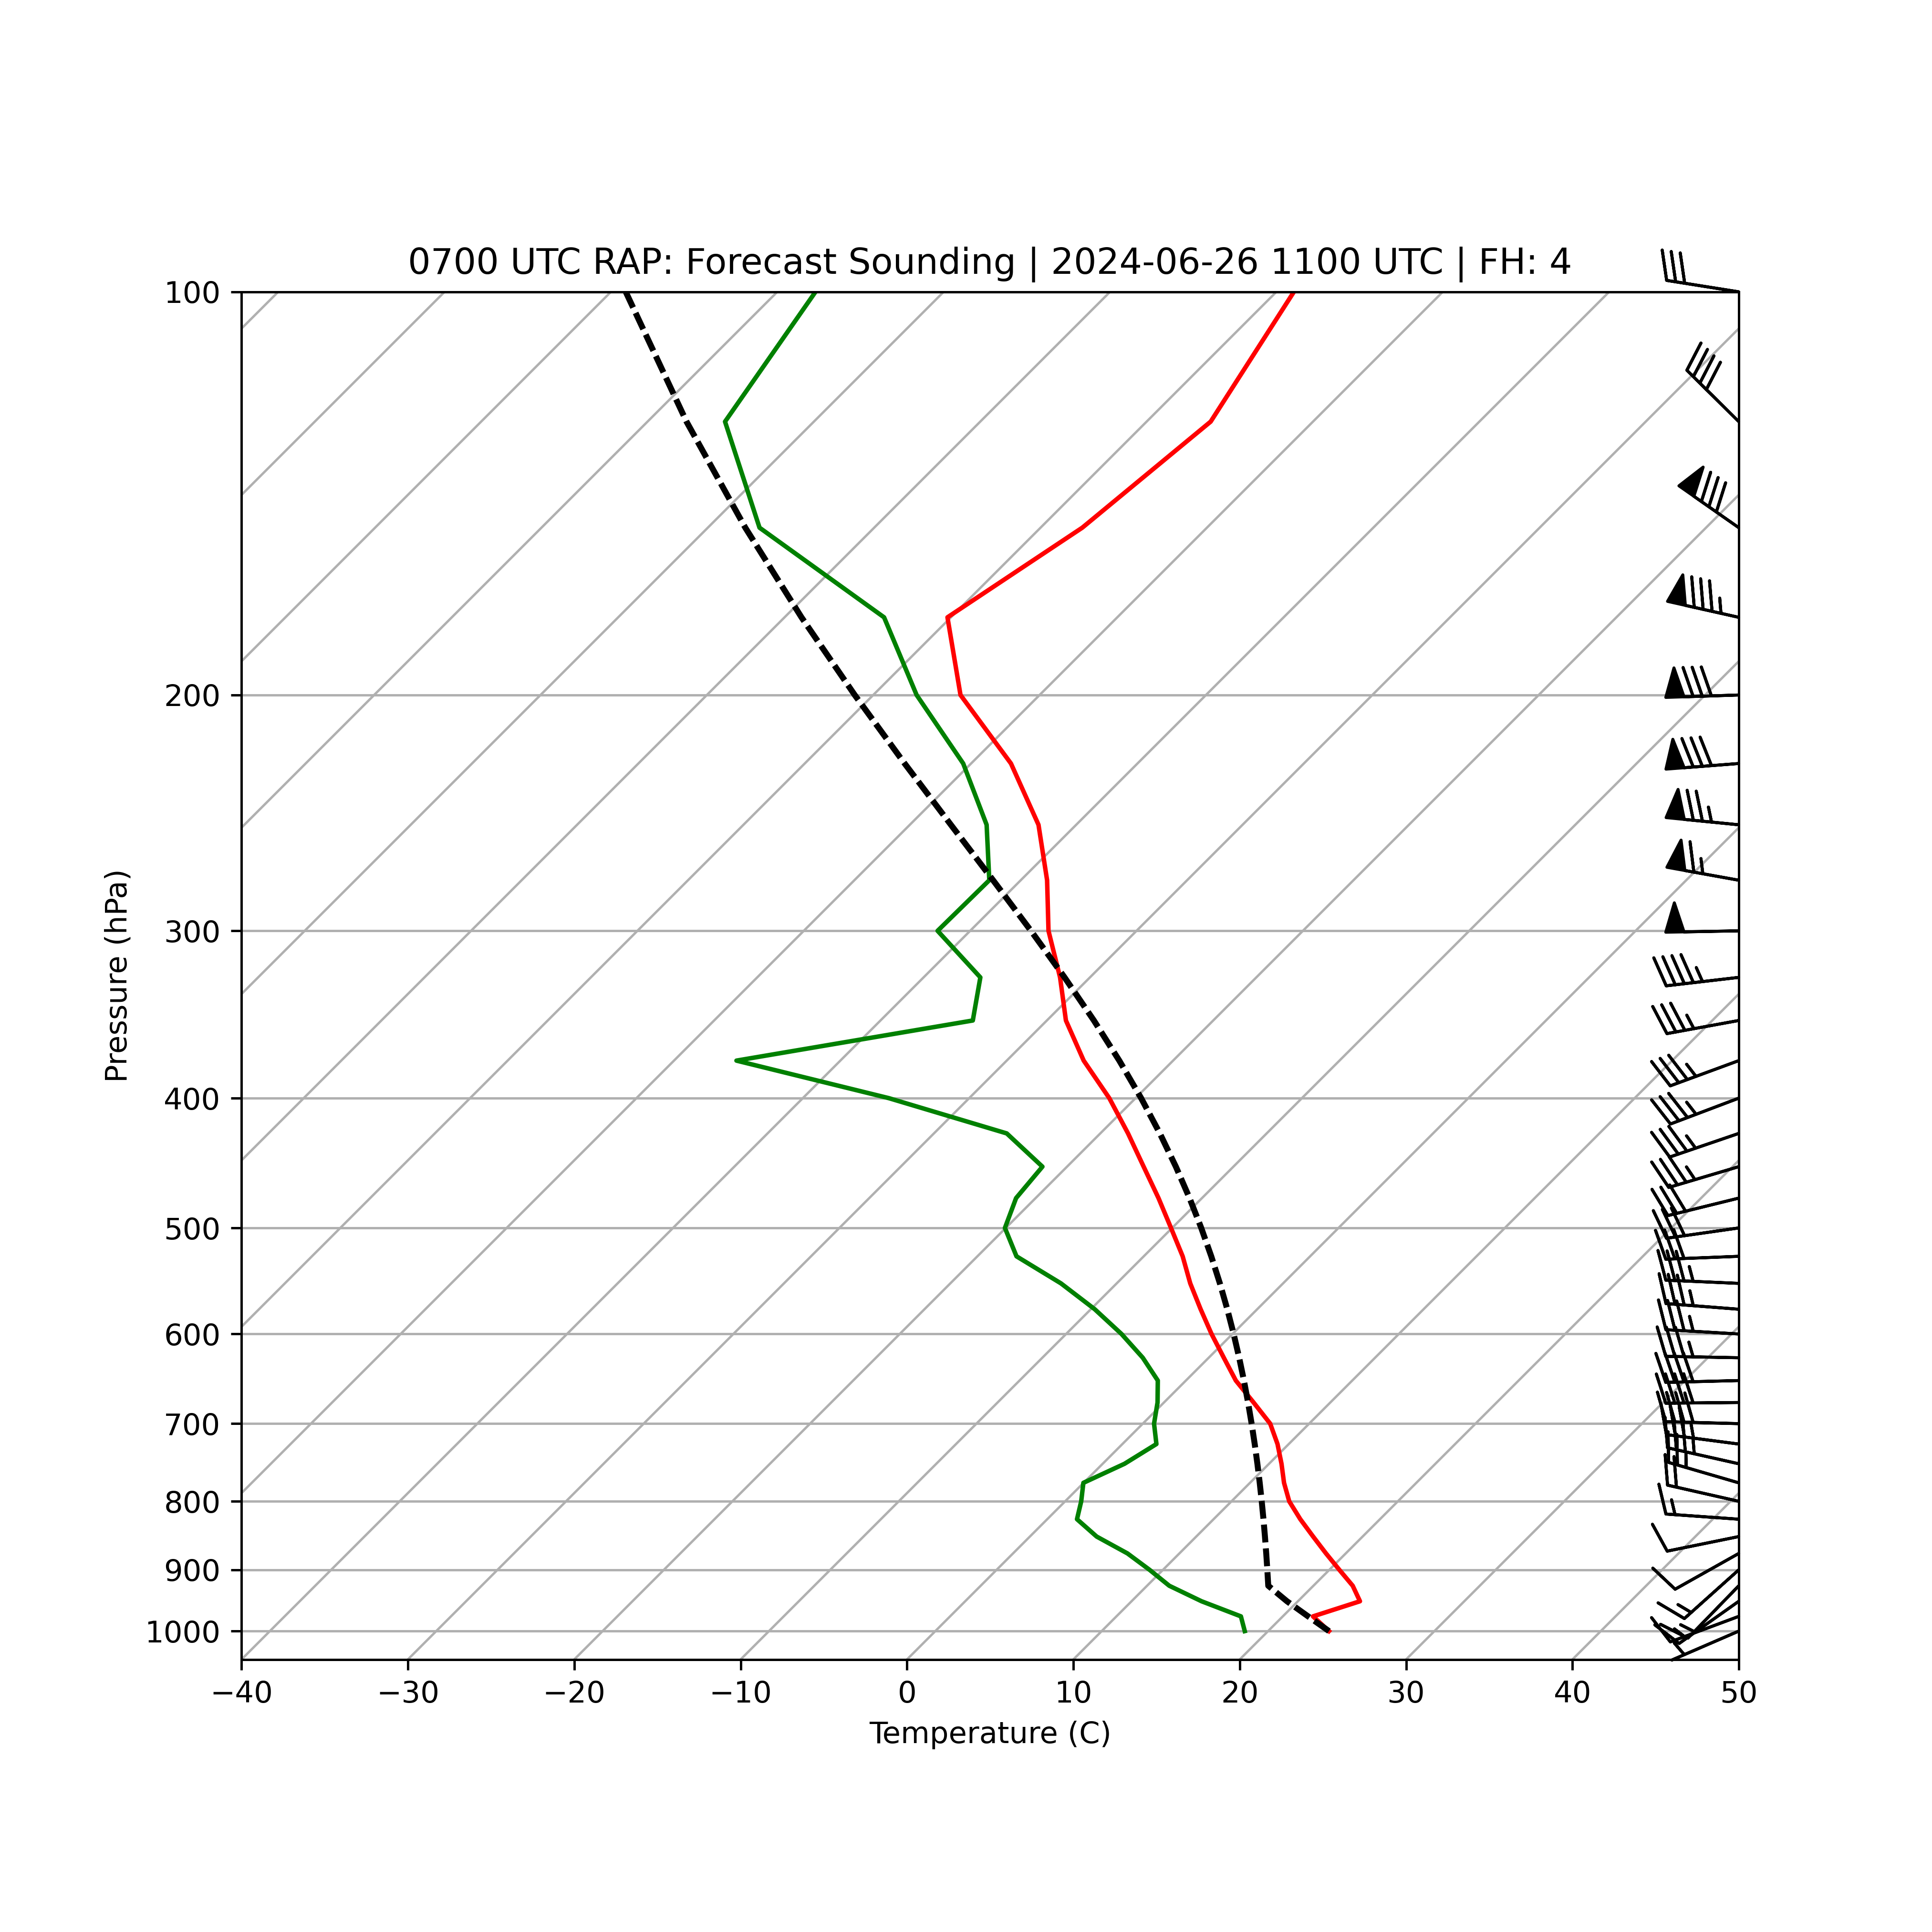 0700 UTC RAP: Forecast Sounding | 2024-06-26 1100 UTC | FH: 4
100
200
300
400
500
600
700
800
900
1000
Pressure (hPa)
−40 −30 −20 −10 0 10 20 30 40 50
Temperature (C)